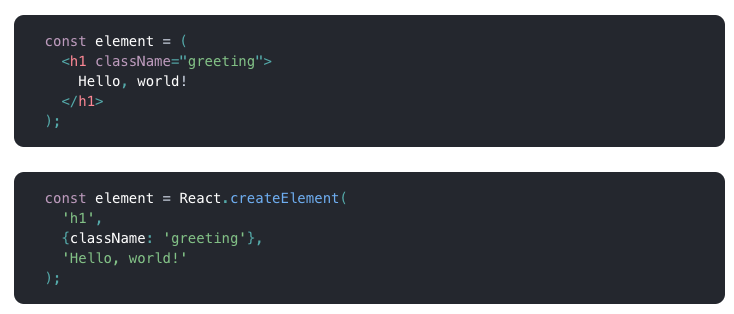 const element = (
  <h1 className="greeting">
    Hello, world!
  </h1>
);
const element = React.createElement(
  'h1',
  {className: 'greeting'},
  'Hello, world!'
);